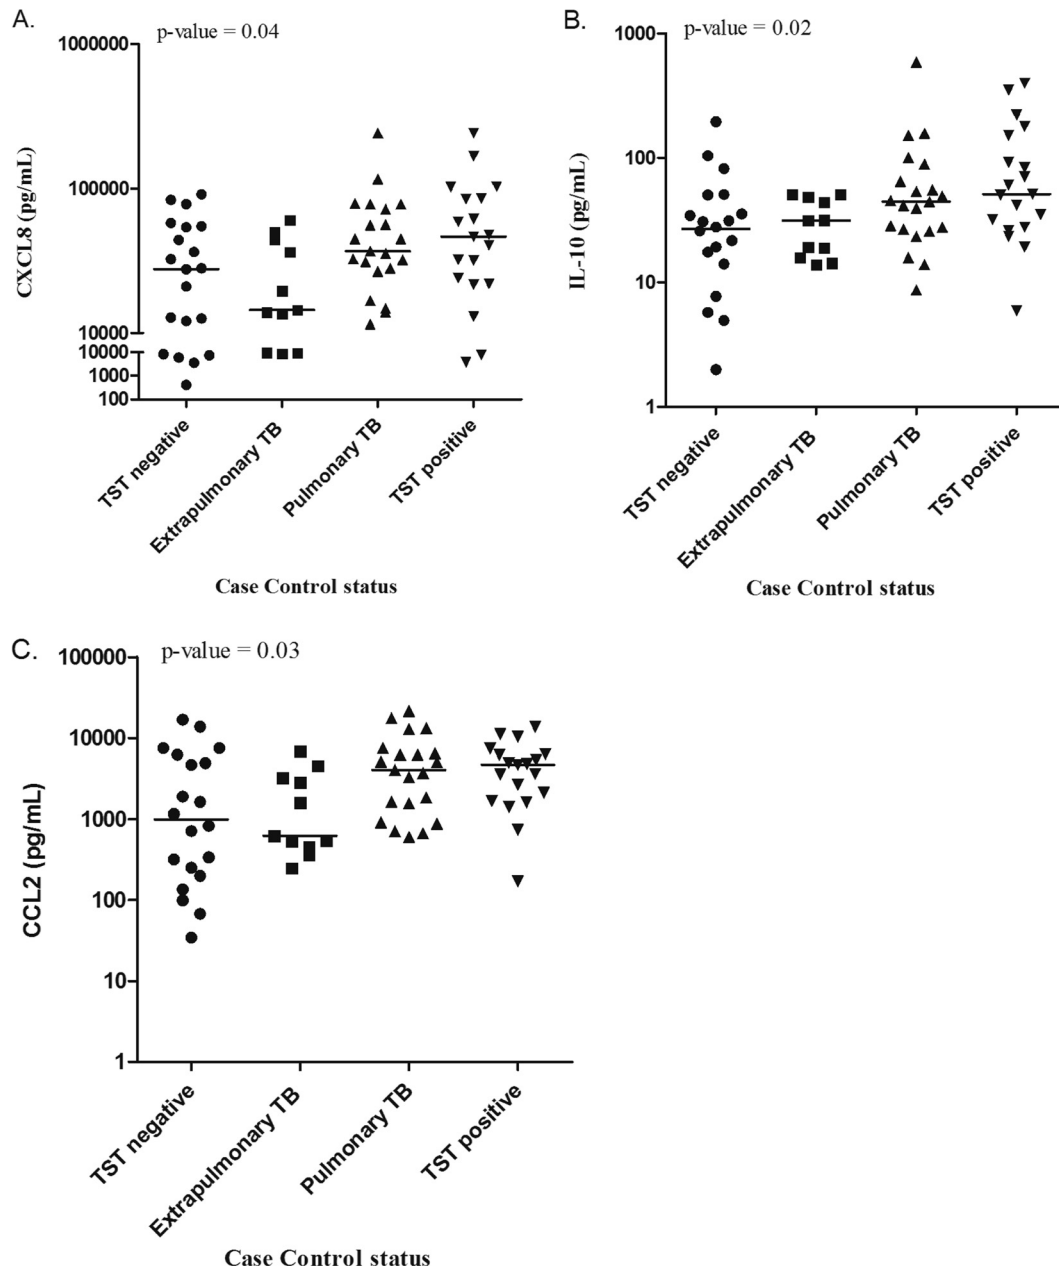 A.
p-value = 0.04
1000000
100000
10000
10000
1000
100
CXCL8 (pg/mL)
TST negative
Extrapulmonary TB
Pulmonary TB
TST positive
Case Control status
B.
p-value = 0.02
1000
100
10
1
IL-10 (pg/mL)
TST negative
Extrapulmonary TB
Pulmonary TB
TST positive
Case Control status
C.
p-value = 0.03
100000
10000
1000
100
10
1
CCL2 (pg/mL)
TST negative
Extrapulmonary TB
Pulmonary TB
TST positive
Case Control status